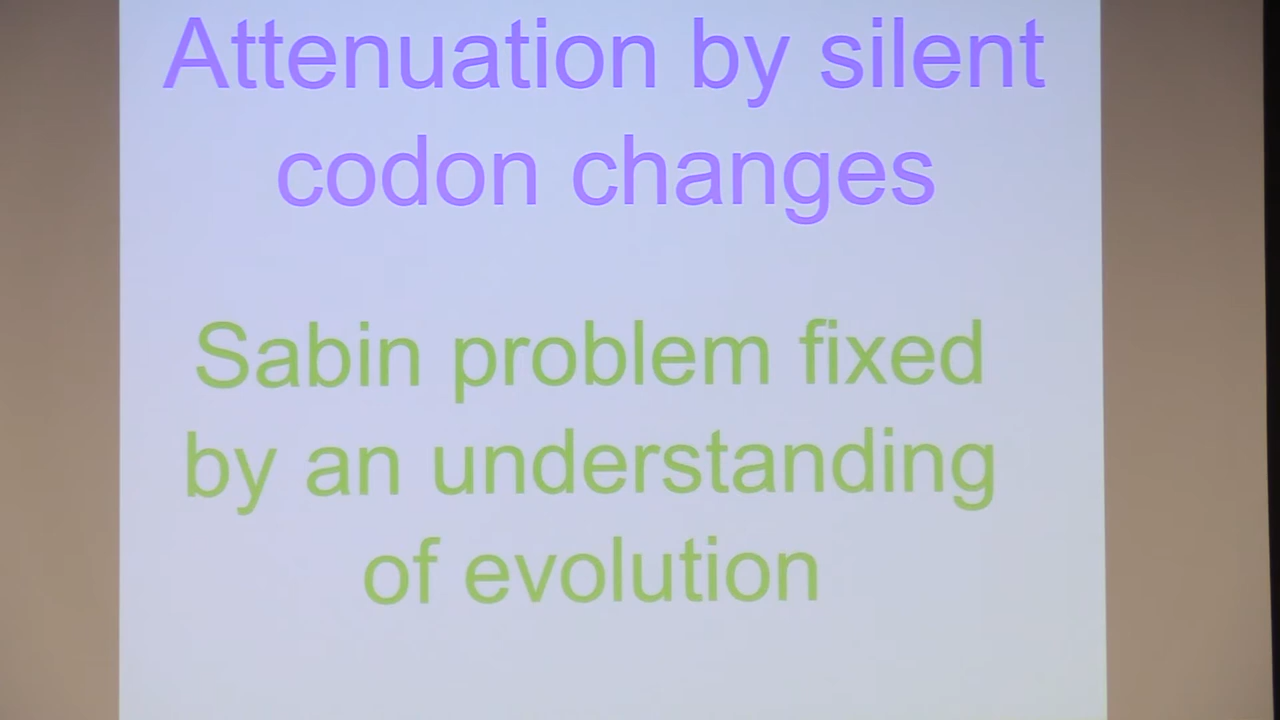 Attenuation by silent
codon changes
Sabin problem fixed
by an understanding
of evolution